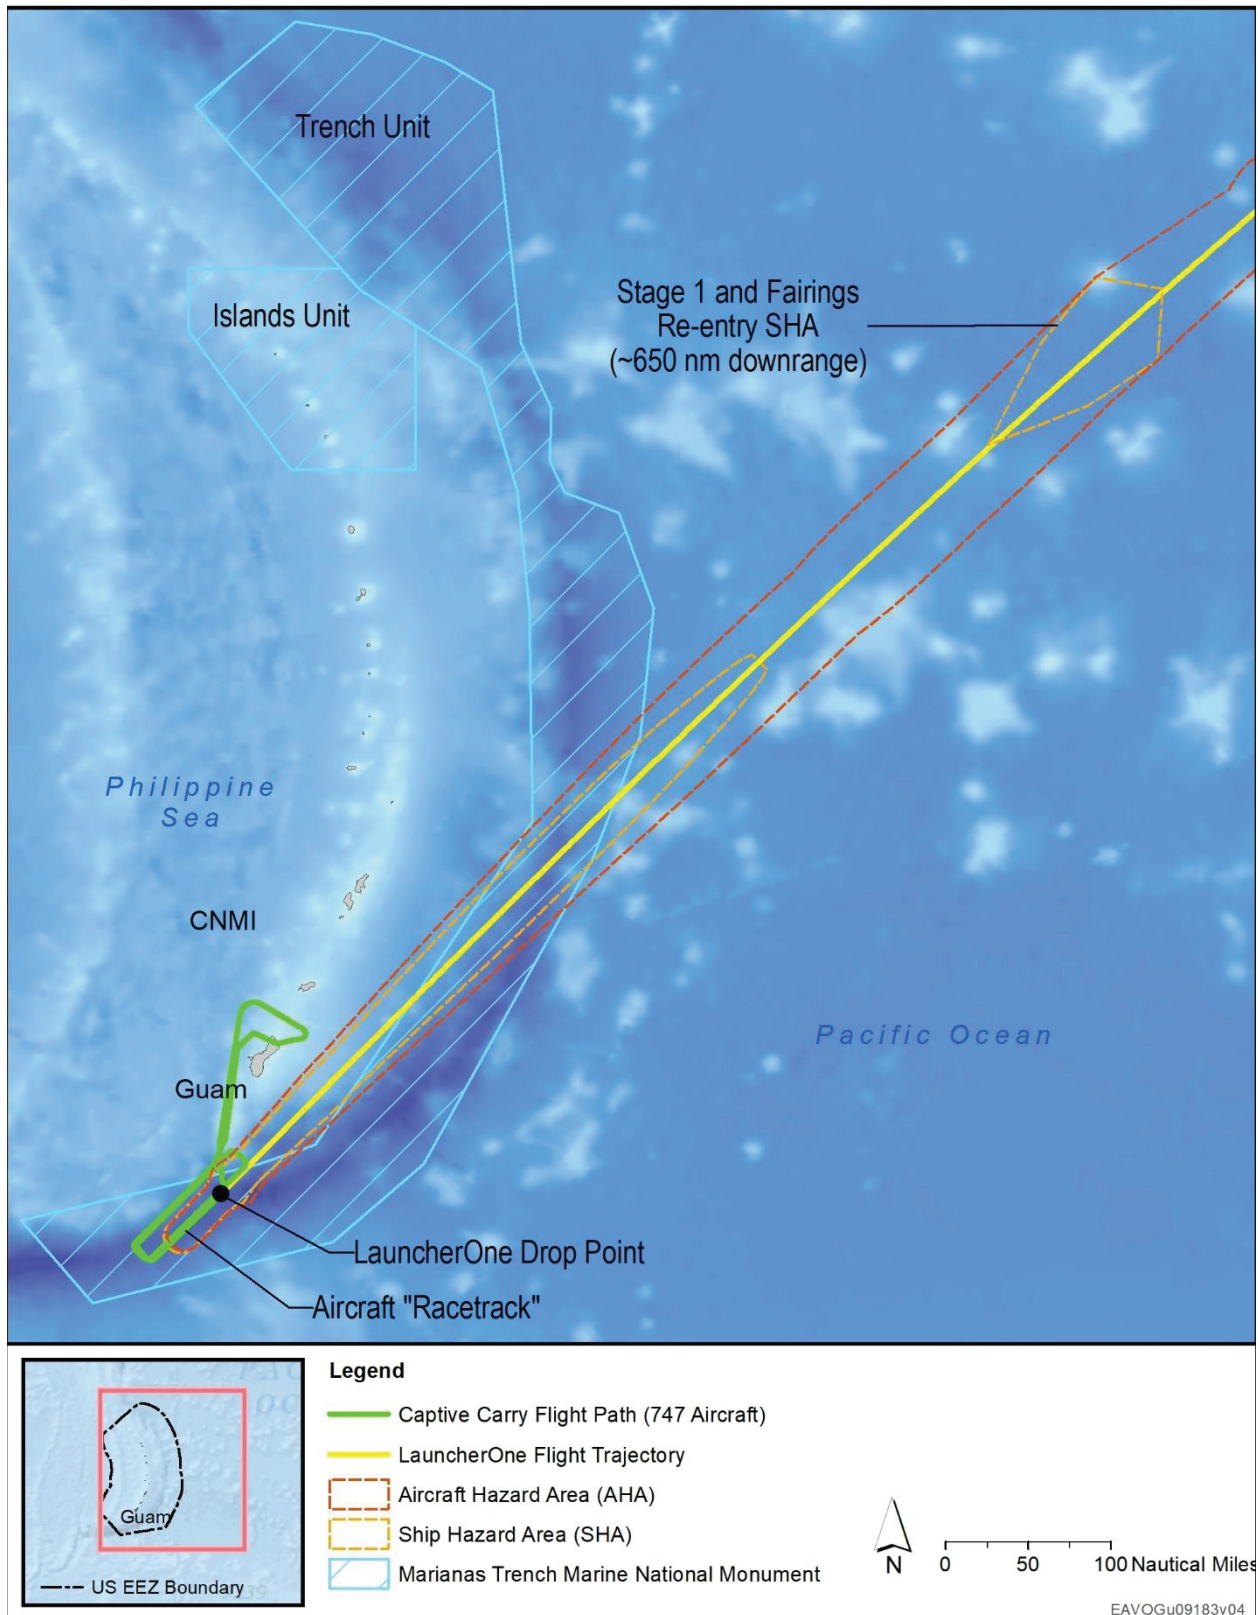 Trench Unit
Islands Unit
Stage 1 and Fairings
Re-entry SHA
(~650 nm downrange)
Philippine
Sea
CNMI
Pacific Ocean
Guam
LauncherOne Drop Point
Aircraft "Racetrack"
Legend
Captive Carry Flight Path (747 Aircraft)
LauncherOne Flight Trajectory
Aircraft Hazard Area (AHA)
Ship Hazard Area (SHA)
Marianas Trench Marine National Monument
Guam
US EEZ Boundary
N
0 50 100 Nautical Miles
EAVOGu09183v04